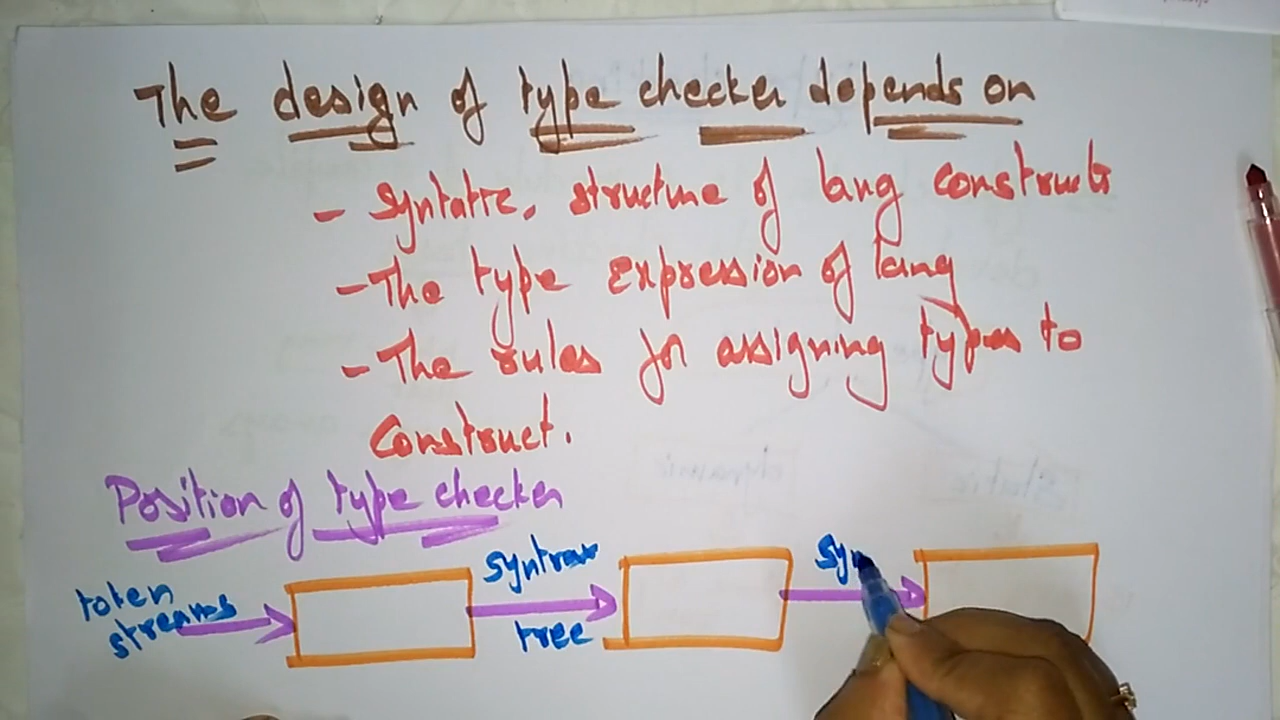 The design of type checker depends on
- syntatic, structure of lang constructs
- The type expression of lang
- The rules for assigning types to
construct.
Position of type checker
token
streams
syntax
tree
syn